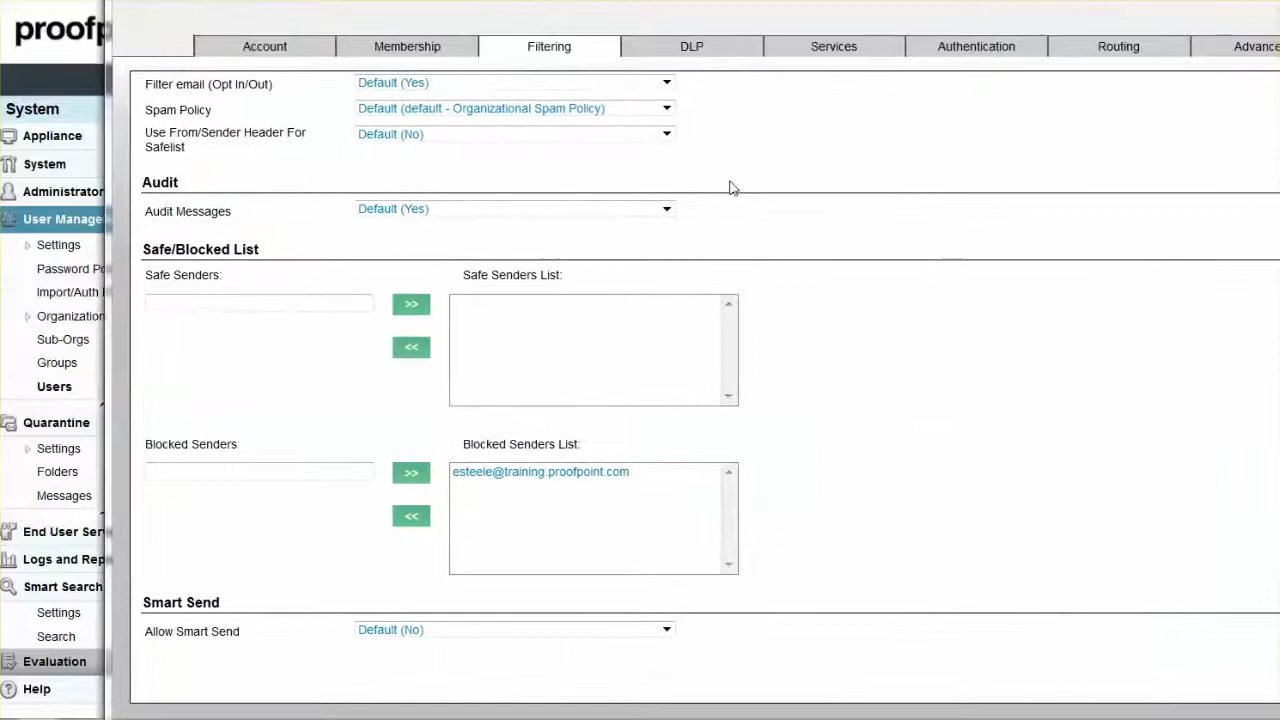 proofp
Account
Membership
Filtering
DLP
Services
Authentication
Routing
Advance
System
Appliance
System
Administrator
User Manage
Settings
Password Po
Import/Auth
Organization
Sub-Orgs
Groups
Users
Quarantine
Settings
Folders
Messages
End User Ser
Logs and Rep
Smart Search
Settings
Search
Evaluation
Help
Filter email (Opt In/Out)
Default (Yes)
Spam Policy
Default (default - Organizational Spam Policy)
Use From/Sender Header For
Safelist
Default (No)
Audit
Audit Messages
Default (Yes)
Safe/Blocked List
Safe Senders:
Safe Senders List:
>>
<<
Blocked Senders:
Blocked Senders List:
>>
esteele@training.proofpoint.com
<<
Smart Send
Allow Smart Send
Default (No)